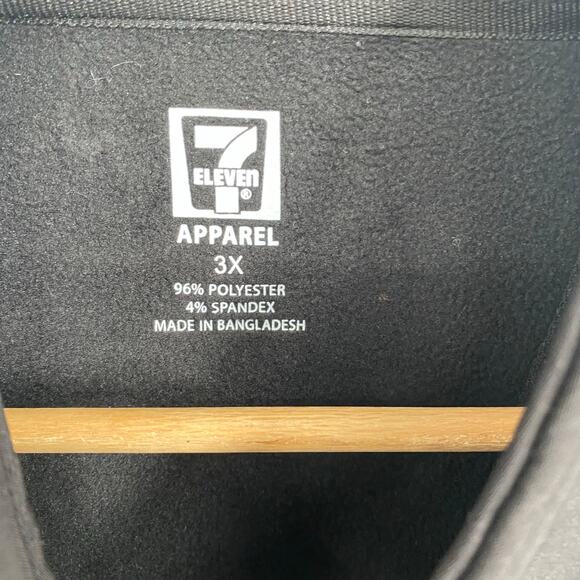 7
ELEVEn
®
APPAREL
3X
96% POLYESTER
4% SPANDEX
MADE IN BANGLADESH